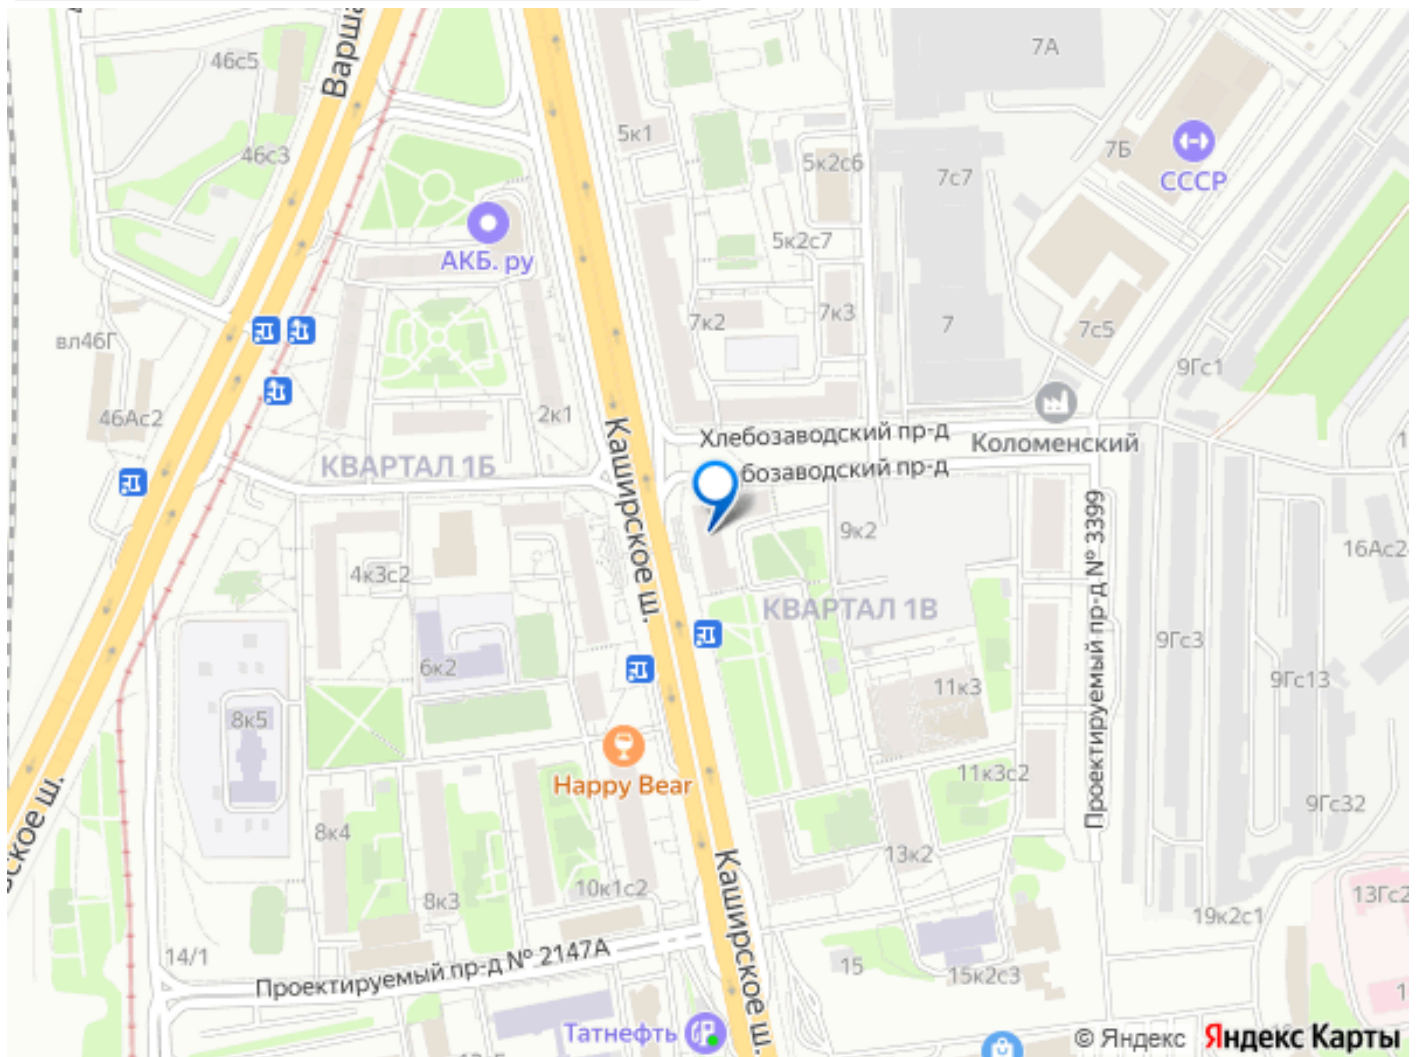 Варша
46с5
7А
5к1
46с3
5к2с6
7Б
СССР
7с7
АКБ. ру
5к2с7
7к2
7к3
7
7с5
вл46Г
9Гс1
46Ас2
2к1
Хлебозаводский пр-д
Коломенский
КВАРТАЛ 1Б
бозаводский пр-д
Каширское ш.
9к2
16Ас2
4к3с2
КВАРТАЛ 1В
Проектируемый пр-д № 3399
9Гс3
6к2
11к3
9Гс13
8к5
Happy Bear
11к3с2
9Гс32
ское ш.
8к4
13к2
Каширское ш.
10к1с2
8к3
13Гс2
19к2с1
14/1
Проектируемый пр-д № 2147А
15
15к2с3
Татнефть
© Яндекс Яндекс Карты